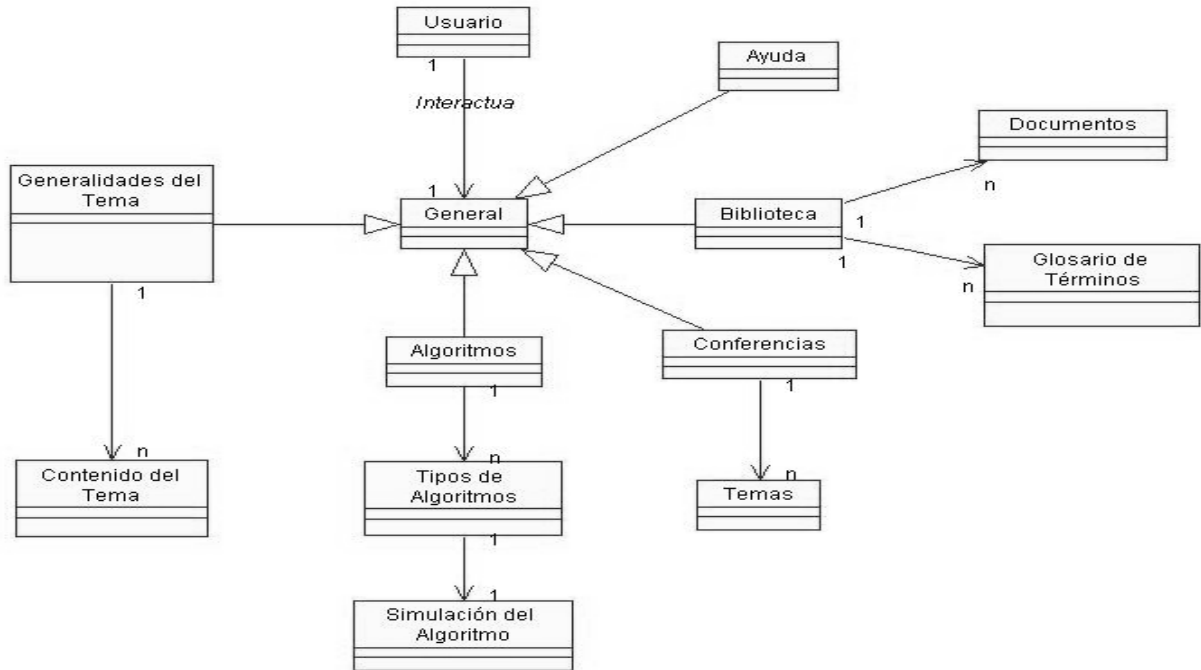 Usuario
1
Interactua
1
General
Ayuda
Documentos
n
Generalidades del
Tema
1
Biblioteca
1
1
Glosario de
Términos
n
Algoritmos
1
Conferencias
1
n
Contenido del
Tema
n
Tipos de
Algoritmos
1
n
Temas
1
Simulación del
Algoritmo